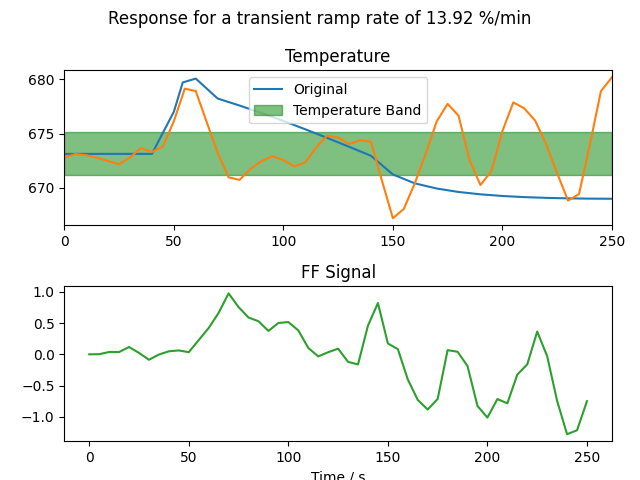 Response for a transient ramp rate of 13.92 %/min
Temperature
Original
Temperature Band
680
675
670
0 50 100 150 200 250
FF Signal
1.0
0.5
0.0
−0.5
−1.0
0 50 100 150 200 250
Time / s